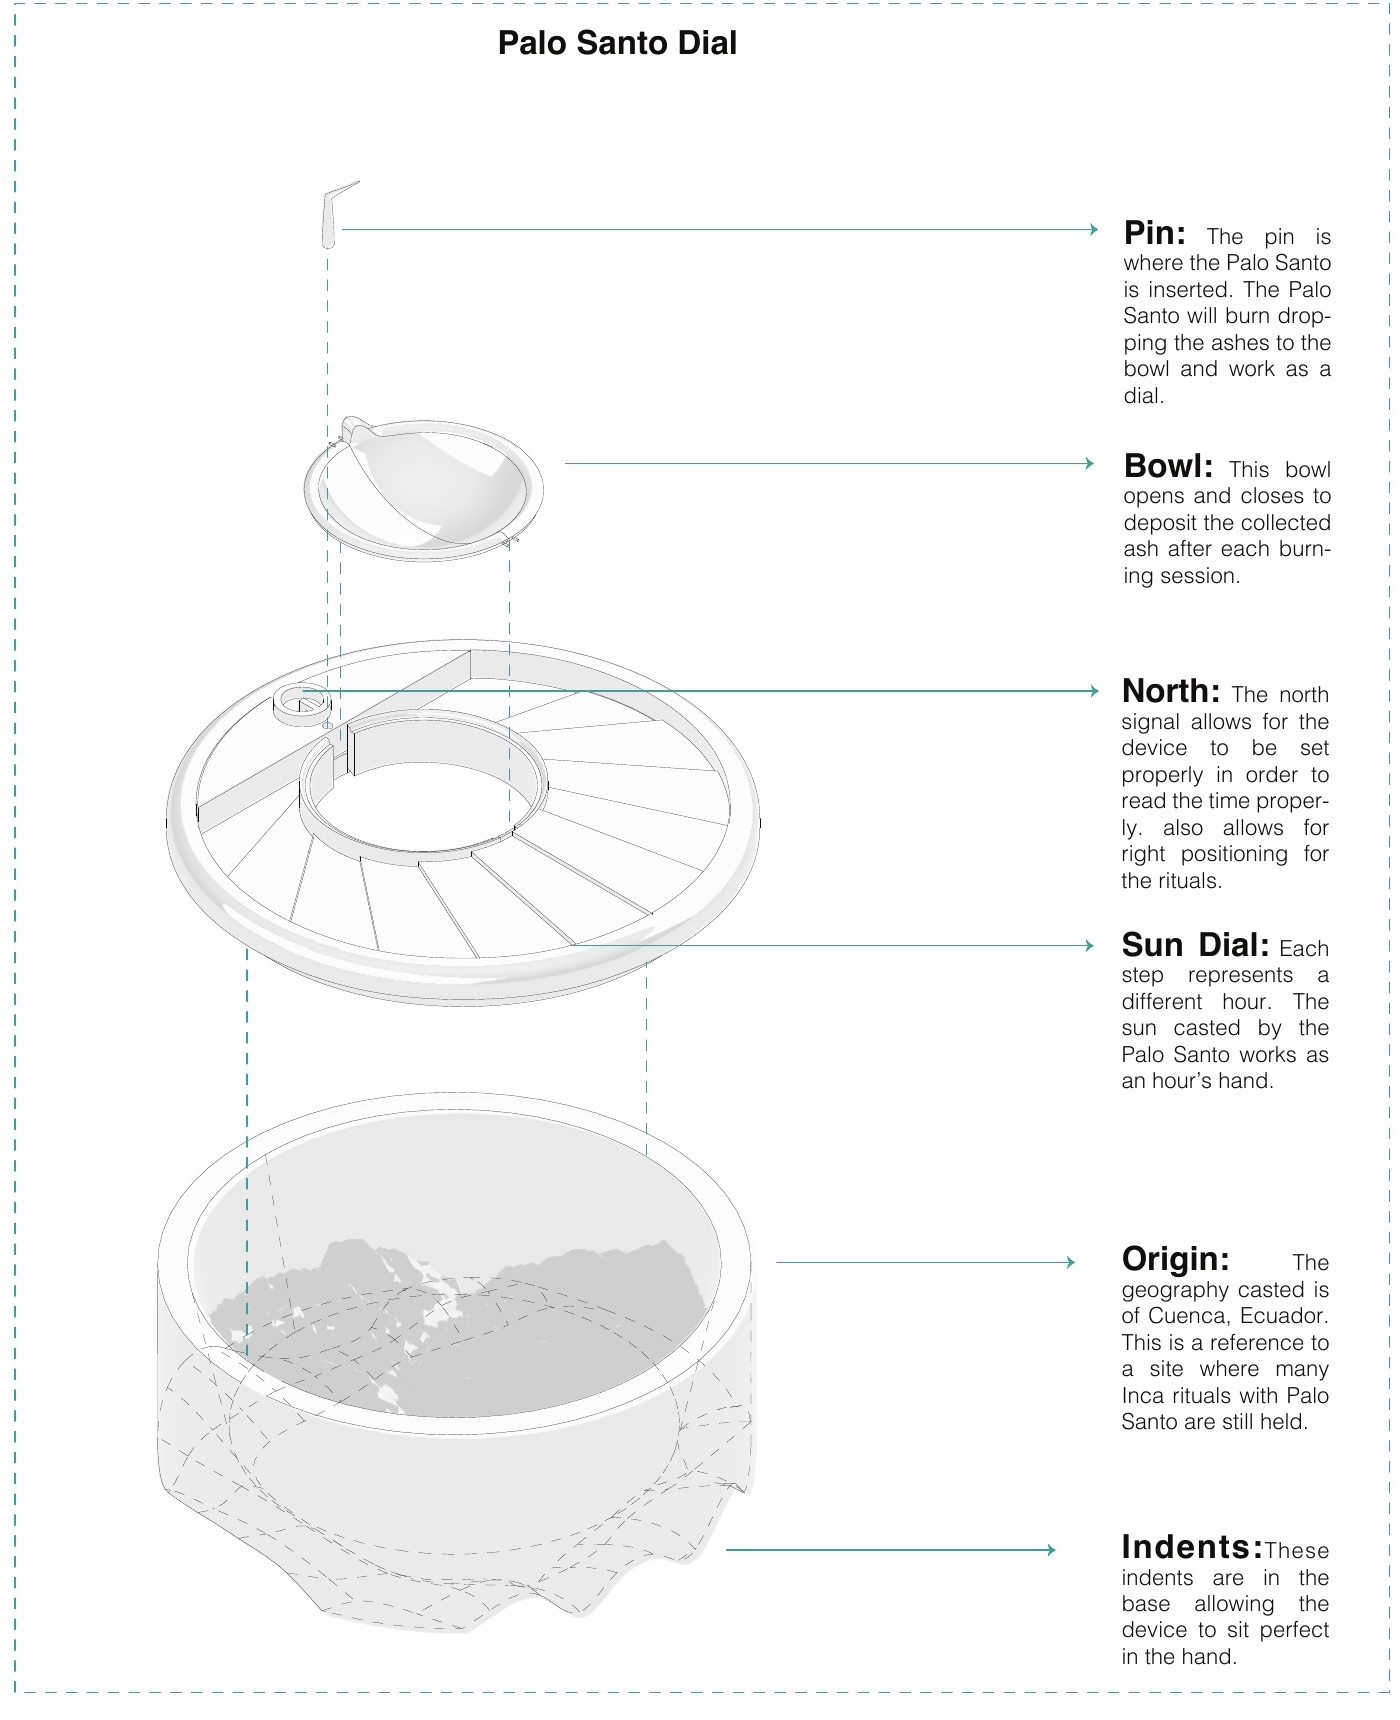 Palo Santo Dial
Pin: The pin is
where the Palo Santo
is inserted. The Palo
Santo will burn drop-
ping the ashes to the
bowl and work as a
dial.
Bowl: This bowl
opens and closes to
deposit the collected
ash after each burn-
ing session.
North: The north
signal allows for the
device to be set
properly in order to
read the time proper-
ly. also allows for
right positioning for
the rituals.
Sun Dial: Each
step represents a
different hour. The
sun casted by the
Palo Santo works as
an hour’s hand.
Origin: The
geography casted is
of Cuenca, Ecuador.
This is a reference to
a site where many
Inca rituals with Palo
Santo are still held.
Indents:These
indents are in the
base allowing the
device to sit perfect
in the hand.